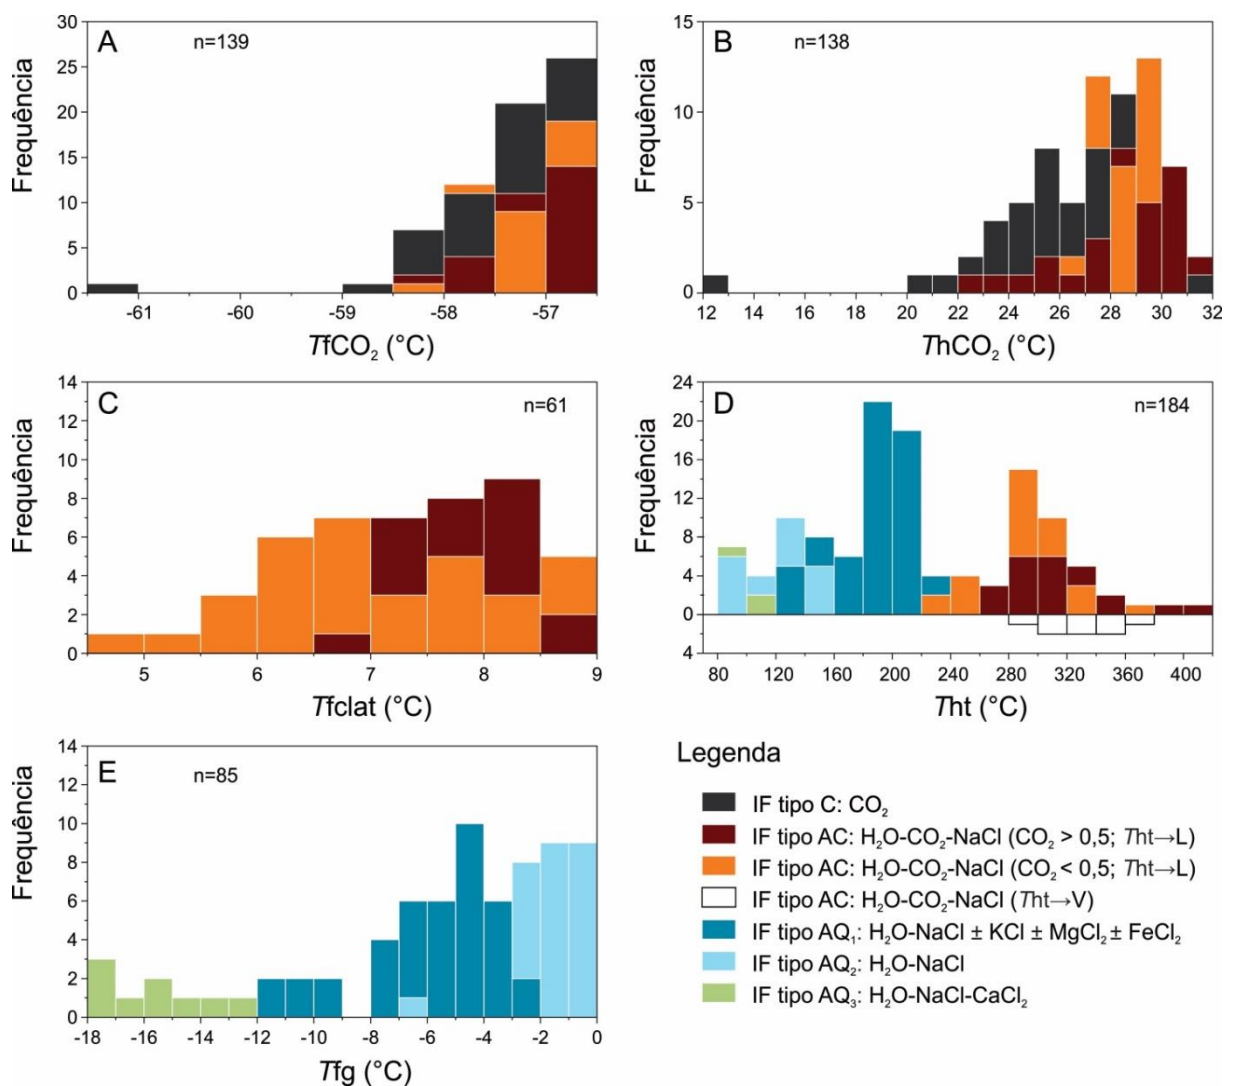 A
n=139
Frequência
30
25
20
15
10
5
0
-61 -60 -59 -58 -57
TfCO₂ (°C)
B
n=138
Frequência
15
10
5
0
12 14 16 18 20 22 24 26 28 30 32
ThCO₂ (°C)
C
n=61
Frequência
14
12
10
8
6
4
2
0
5 6 7 8 9
Tfclat (°C)
D
n=184
Frequência
24
20
16
12
8
4
0
4
80 120 160 200 240 280 320 360 400
Tht (°C)
E
n=85
Frequência
14
12
10
8
6
4
2
0
-18 -16 -14 -12 -10 -8 -6 -4 -2 0
Tfg (°C)
Legenda
IF tipo C: CO₂
IF tipo AC: H₂O-CO₂-NaCl (CO₂ > 0,5; Tht→L)
IF tipo AC: H₂O-CO₂-NaCl (CO₂ < 0,5; Tht→L)
IF tipo AC: H₂O-CO₂-NaCl (Tht→V)
IF tipo AQ₁: H₂O-NaCl ± KCl ± MgCl₂ ± FeCl₂
IF tipo AQ₂: H₂O-NaCl
IF tipo AQ₃: H₂O-NaCl-CaCl₂